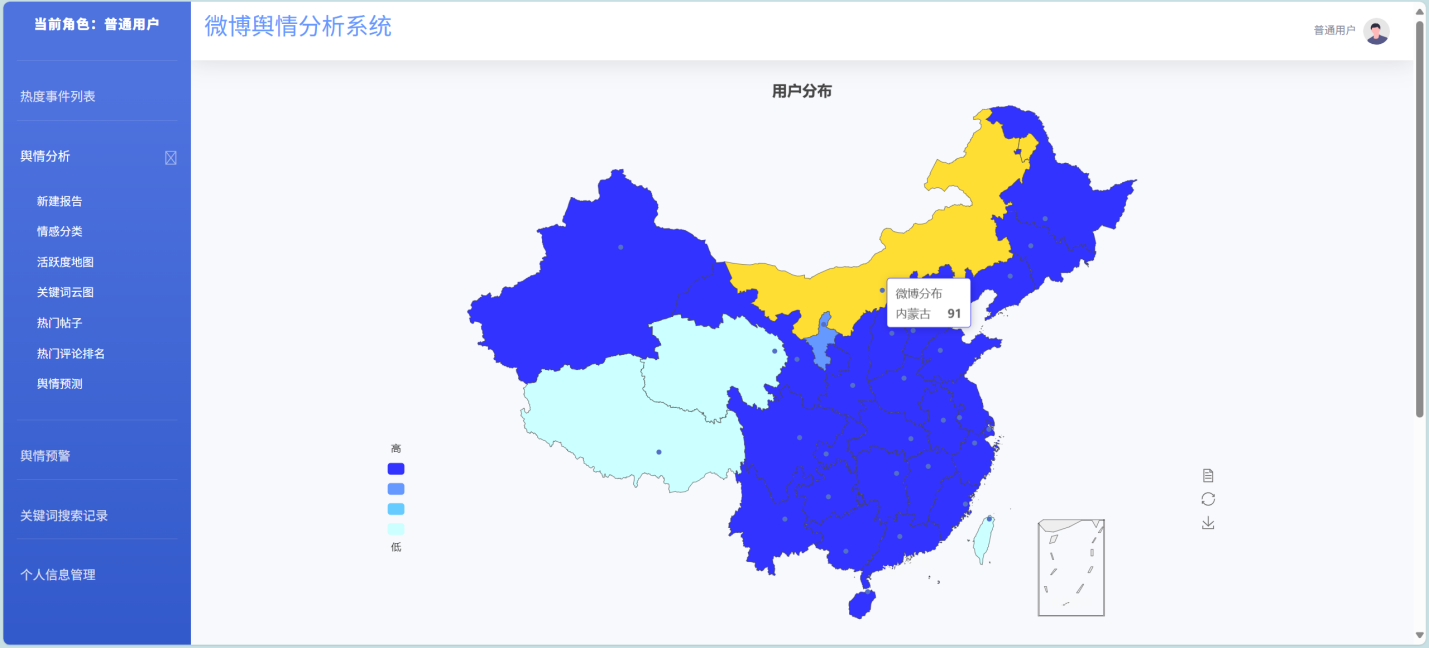 当前角色：普通用户
微博舆情分析系统
普通用户
热度事件列表
舆情分析
新建报告
情感分类
活跃度地图
关键词云图
热门帖子
热门评论排名
舆情预测
舆情预警
关键词搜索记录
个人信息管理
用户分布
微博分布
内蒙古 91
高
低